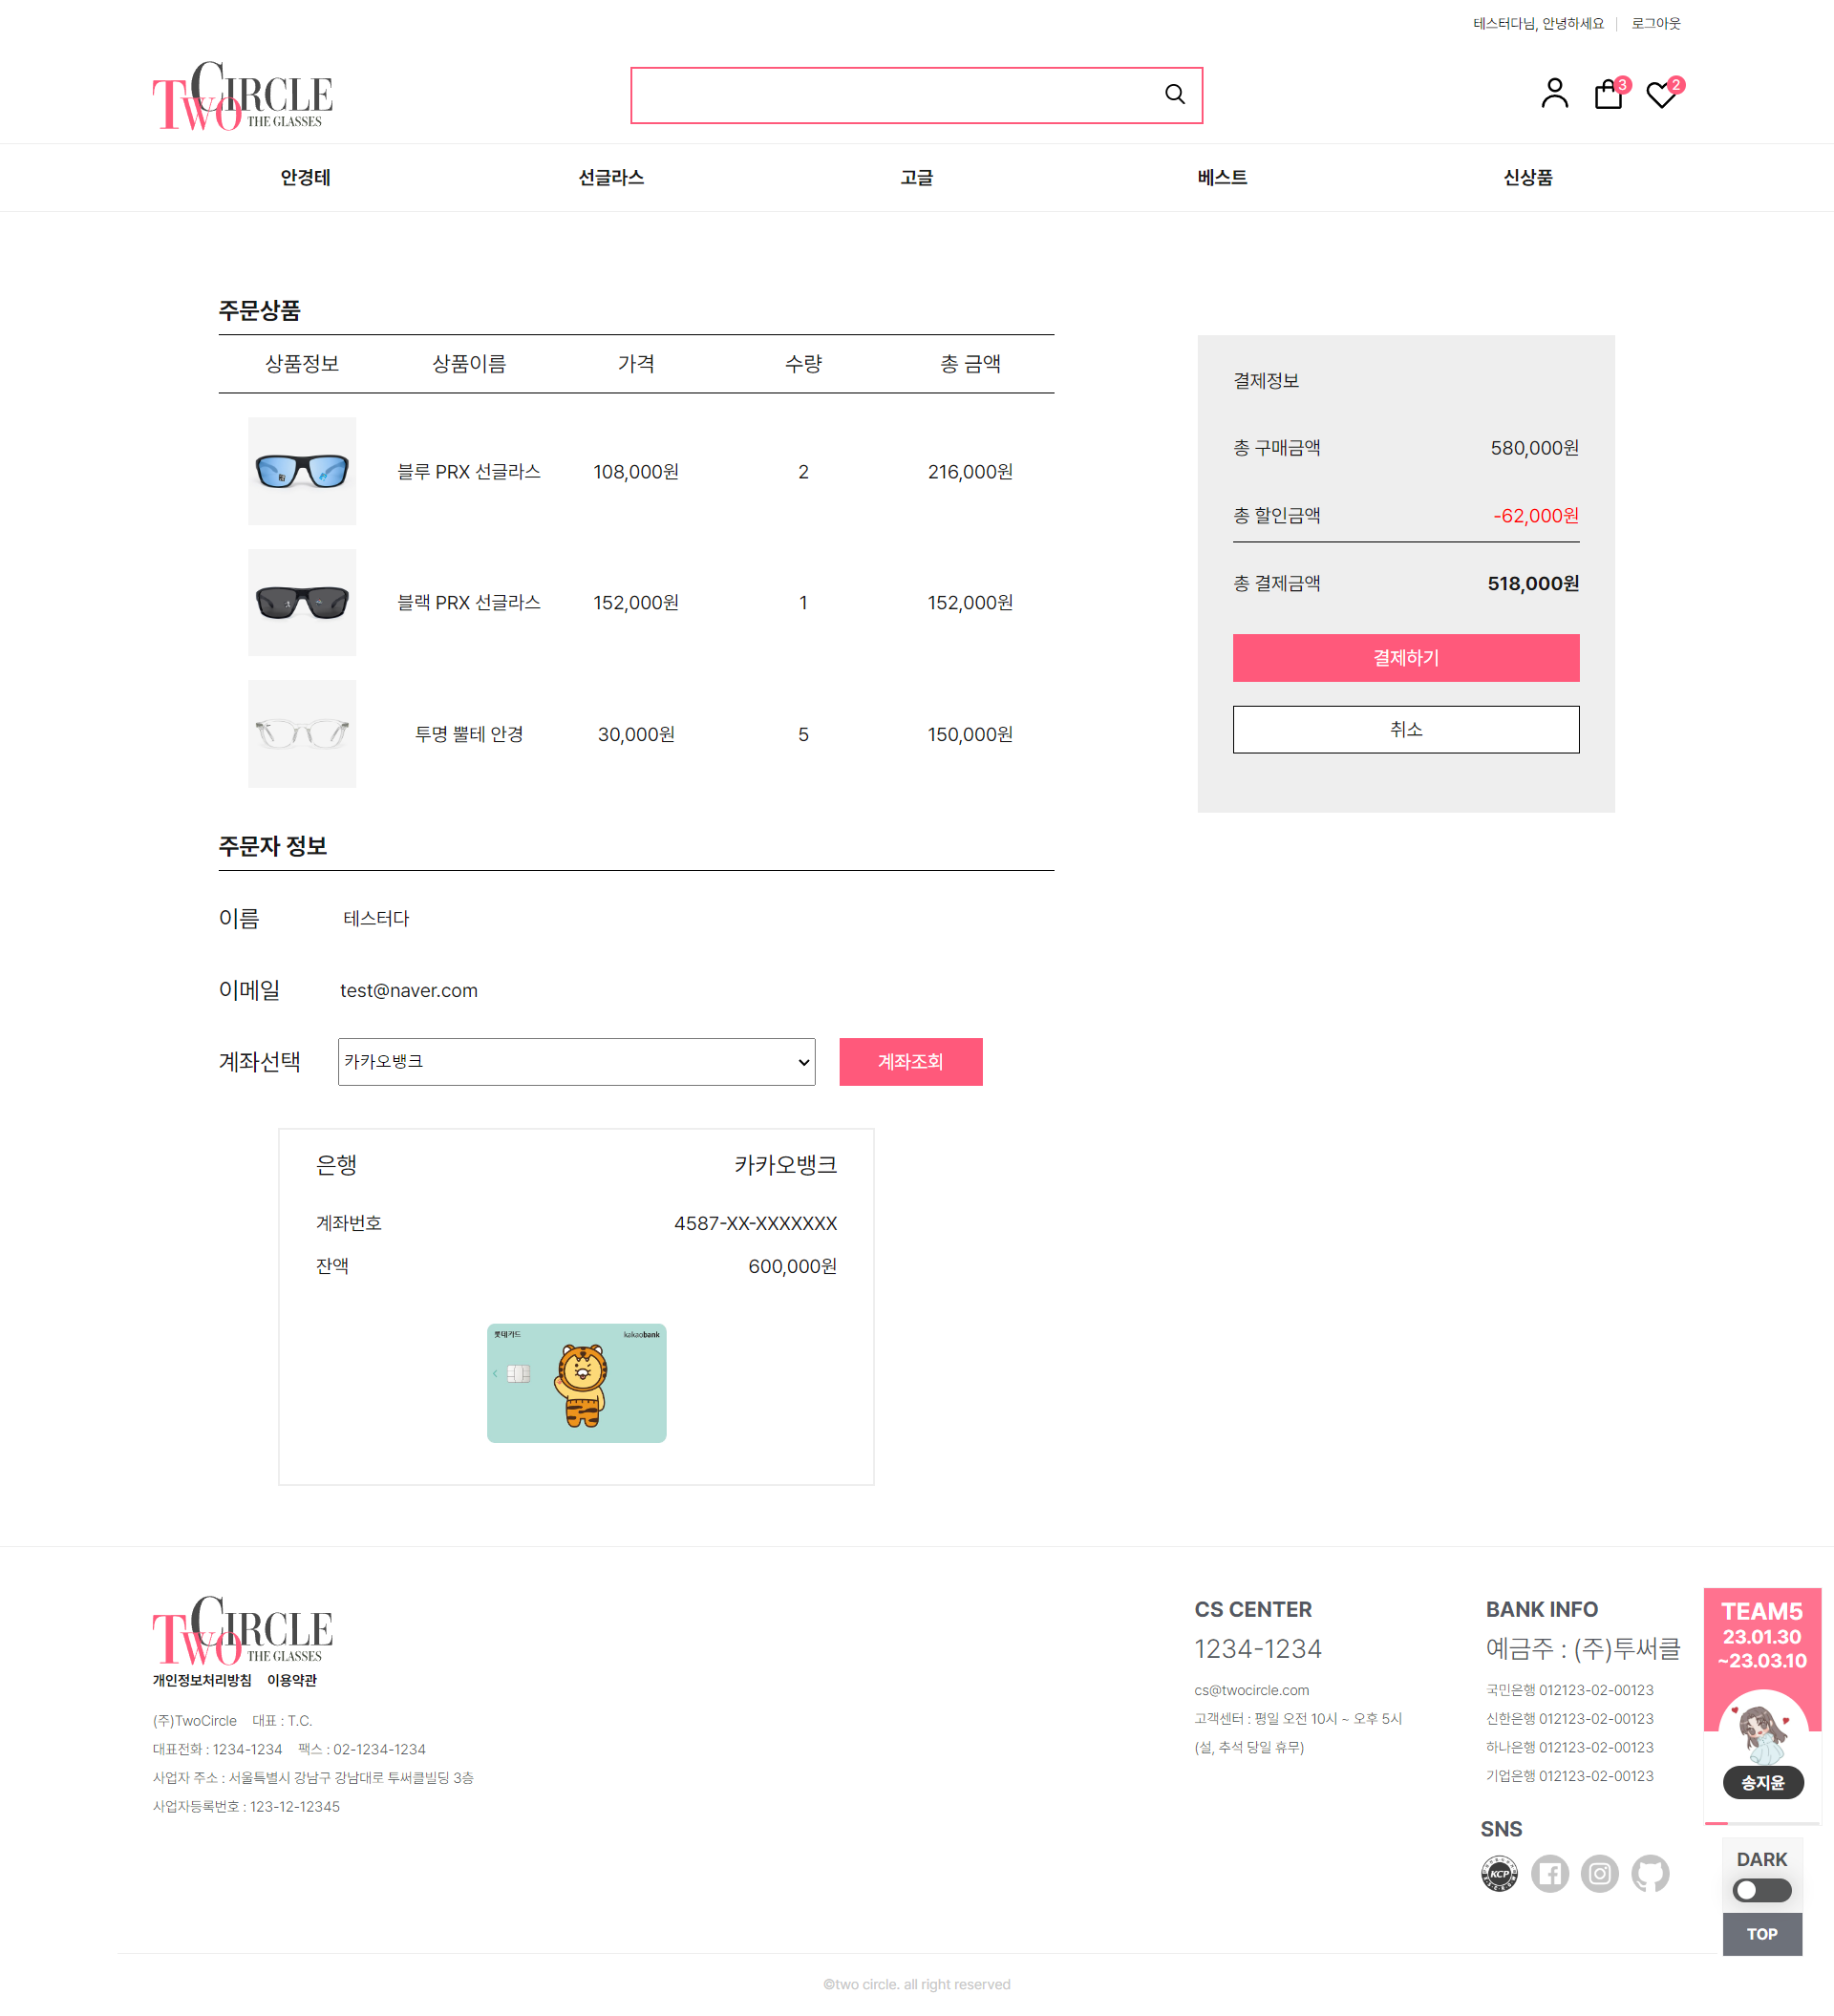 테스터다님, 안녕하세요 | 로그아웃
TWO CIRCLE
THE GLASSES
3
2
안경테 선글라스 고글 베스트 신상품
주문상품
상품정보 상품이름 가격 수량 총 금액
블루 PRX 선글라스 108,000원 2 216,000원
블랙 PRX 선글라스 152,000원 1 152,000원
투명 뿔테 안경 30,000원 5 150,000원
결제정보
총 구매금액 580,000원
총 할인금액 -62,000원
총 결제금액 518,000원
결제하기
취소
주문자 정보
이름 테스터다
이메일 test@naver.com
계좌선택 카카오뱅크 계좌조회
은행 카카오뱅크
계좌번호 4587-XX-XXXXXXX
잔액 600,000원
롯데카드 kakaobank
TWO CIRCLE
THE GLASSES
개인정보처리방침 이용약관
(주)TwoCircle 대표 : T.C.
대표전화 : 1234-1234 팩스 : 02-1234-1234
사업자 주소 : 서울특별시 강남구 강남대로 투써클빌딩 3층
사업자등록번호 : 123-12-12345
CS CENTER
1234-1234
cs@twocircle.com
고객센터 : 평일 오전 10시 ~ 오후 5시
(설, 추석 당일 휴무)
BANK INFO
예금주 : (주)투써클
국민은행 012123-02-00123
신한은행 012123-02-00123
하나은행 012123-02-00123
기업은행 012123-02-00123
SNS
KCP
TEAM5
23.01.30
~23.03.10
송지윤
DARK
TOP
©two circle. all right reserved